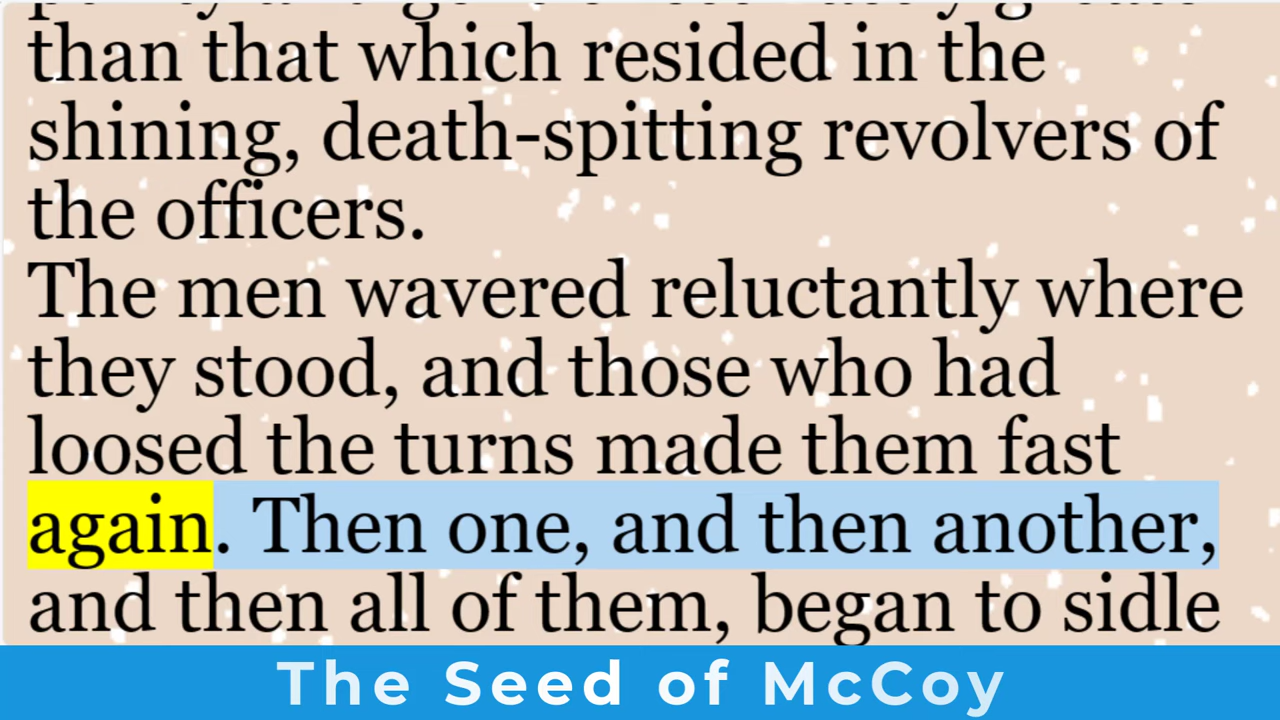 than that which resided in the
shining, death-spitting revolvers of
the officers.
The men wavered reluctantly where
they stood, and those who had
loosed the turns made them fast
again. Then one, and then another,
and then all of them, began to sidle
The Seed of McCoy